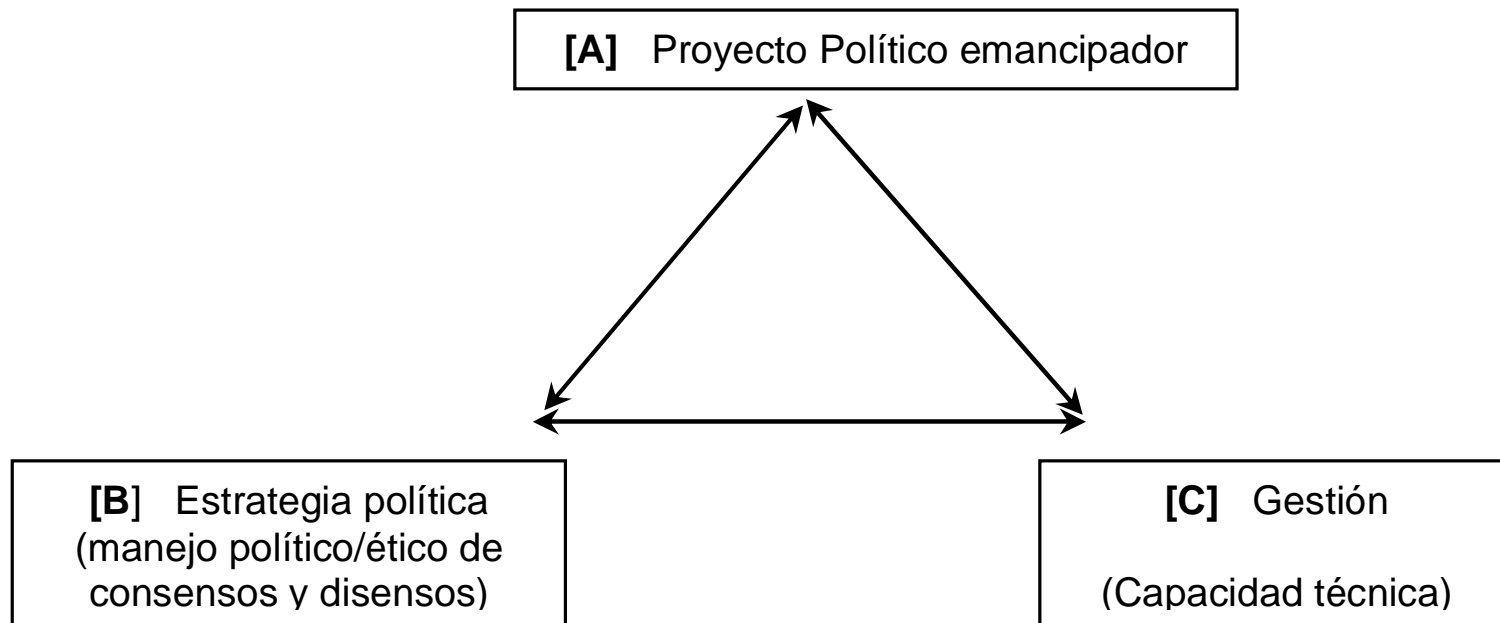 [A] Proyecto Político emancipador
[B] Estrategia política
(manejo político/ético de
consensos y disensos)
[C] Gestión
(Capacidad técnica)